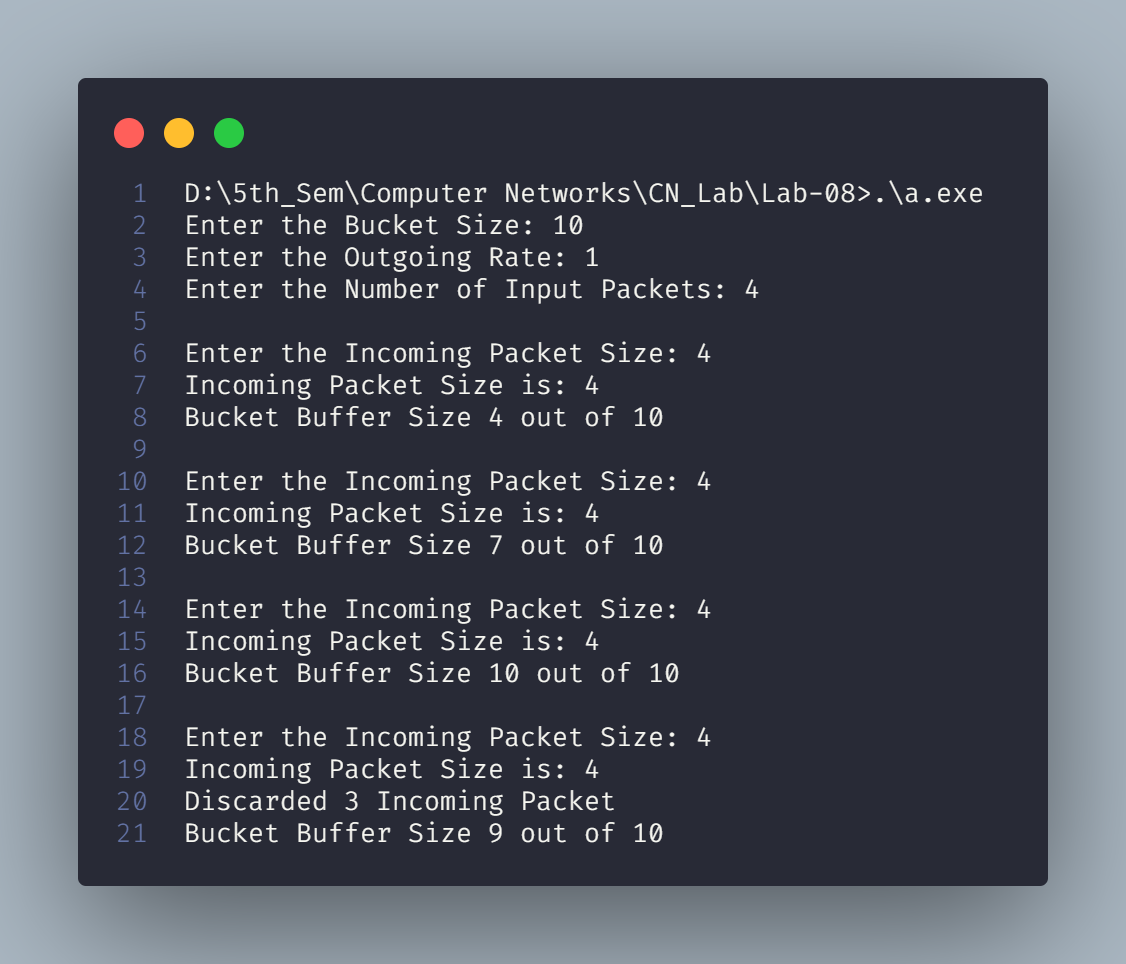 1 D:\5th_Sem\Computer Networks\CN_Lab\Lab-08>.\a.exe
2 Enter the Bucket Size: 10
3 Enter the Outgoing Rate: 1
4 Enter the Number of Input Packets: 4
5
6 Enter the Incoming Packet Size: 4
7 Incoming Packet Size is: 4
8 Bucket Buffer Size 4 out of 10
9
10 Enter the Incoming Packet Size: 4
11 Incoming Packet Size is: 4
12 Bucket Buffer Size 7 out of 10
13
14 Enter the Incoming Packet Size: 4
15 Incoming Packet Size is: 4
16 Bucket Buffer Size 10 out of 10
17
18 Enter the Incoming Packet Size: 4
19 Incoming Packet Size is: 4
20 Discarded 3 Incoming Packet
21 Bucket Buffer Size 9 out of 10